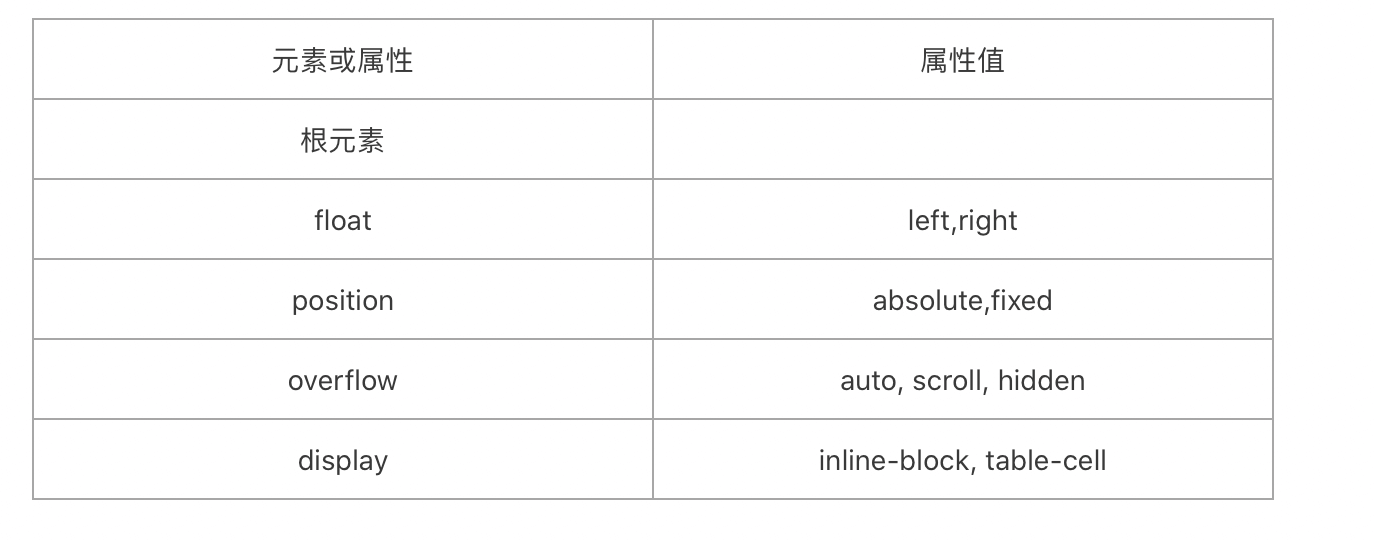 元素或属性 属性值
根元素
float left,right
position absolute,fixed
overflow auto, scroll, hidden
display inline-block, table-cell